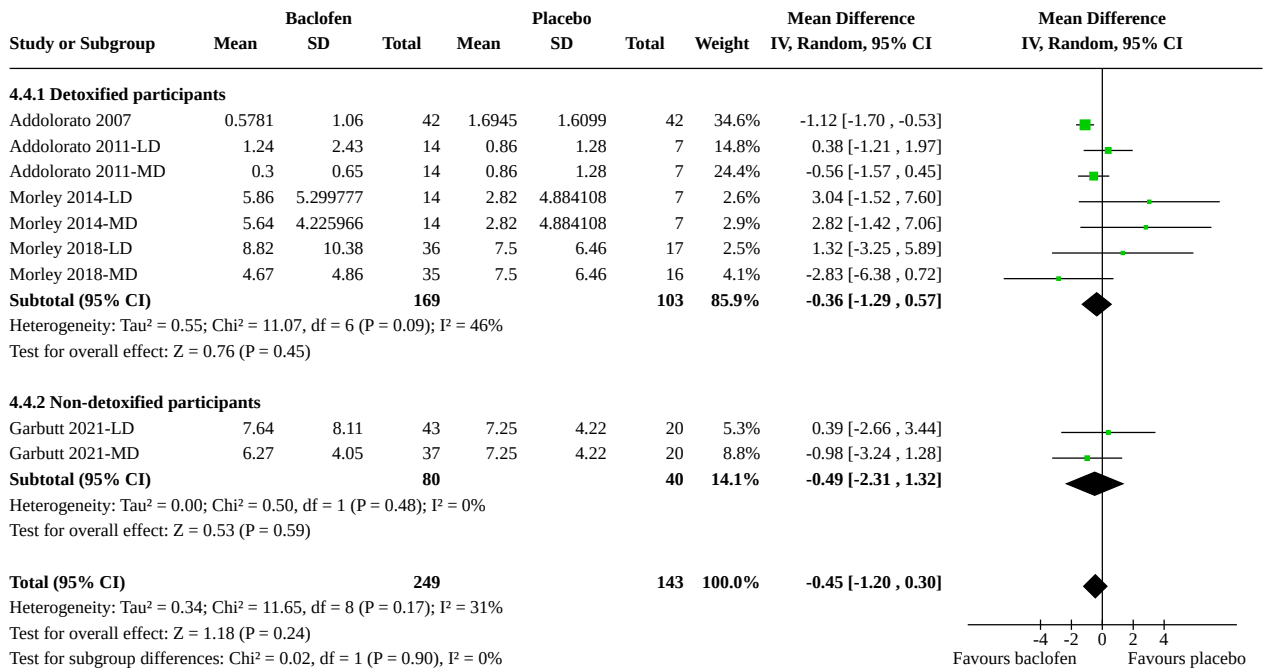 Baclofen Placebo Mean Difference Mean Difference
Study or Subgroup Mean SD Total Mean SD Total Weight IV, Random, 95% CI IV, Random, 95% CI
4.4.1 Detoxified participants
Addolorato 2007 0.5781 1.06 42 1.6945 1.6099 42 34.6% -1.12 [-1.70 , -0.53]
Addolorato 2011-LD 1.24 2.43 14 0.86 1.28 7 14.8% 0.38 [-1.21 , 1.97]
Addolorato 2011-MD 0.3 0.65 14 0.86 1.28 7 24.4% -0.56 [-1.57 , 0.45]
Morley 2014-LD 5.86 5.299777 14 2.82 4.884108 7 2.6% 3.04 [-1.52 , 7.60]
Morley 2014-MD 5.64 4.225966 14 2.82 4.884108 7 2.9% 2.82 [-1.42 , 7.06]
Morley 2018-LD 8.82 10.38 36 7.5 6.46 17 2.5% 1.32 [-3.25 , 5.89]
Morley 2018-MD 4.67 4.86 35 7.5 6.46 16 4.1% -2.83 [-6.38 , 0.72]
Subtotal (95% CI) 169 103 85.9% -0.36 [-1.29 , 0.57]
Heterogeneity: Tau² = 0.55; Chi² = 11.07, df = 6 (P = 0.09); I² = 46%
Test for overall effect: Z = 0.76 (P = 0.45)
4.4.2 Non-detoxified participants
Garbutt 2021-LD 7.64 8.11 43 7.25 4.22 20 5.3% 0.39 [-2.66 , 3.44]
Garbutt 2021-MD 6.27 4.05 37 7.25 4.22 20 8.8% -0.98 [-3.24 , 1.28]
Subtotal (95% CI) 80 40 14.1% -0.49 [-2.31 , 1.32]
Heterogeneity: Tau² = 0.00; Chi² = 0.50, df = 1 (P = 0.48); I² = 0%
Test for overall effect: Z = 0.53 (P = 0.59)
Total (95% CI) 249 143 100.0% -0.45 [-1.20 , 0.30]
Heterogeneity: Tau² = 0.34; Chi² = 11.65, df = 8 (P = 0.17); I² = 31%
Test for overall effect: Z = 1.18 (P = 0.24)
-4 -2 0 2 4
Test for subgroup differences: Chi² = 0.02, df = 1 (P = 0.90), I² = 0%
Favours baclofen Favours placebo